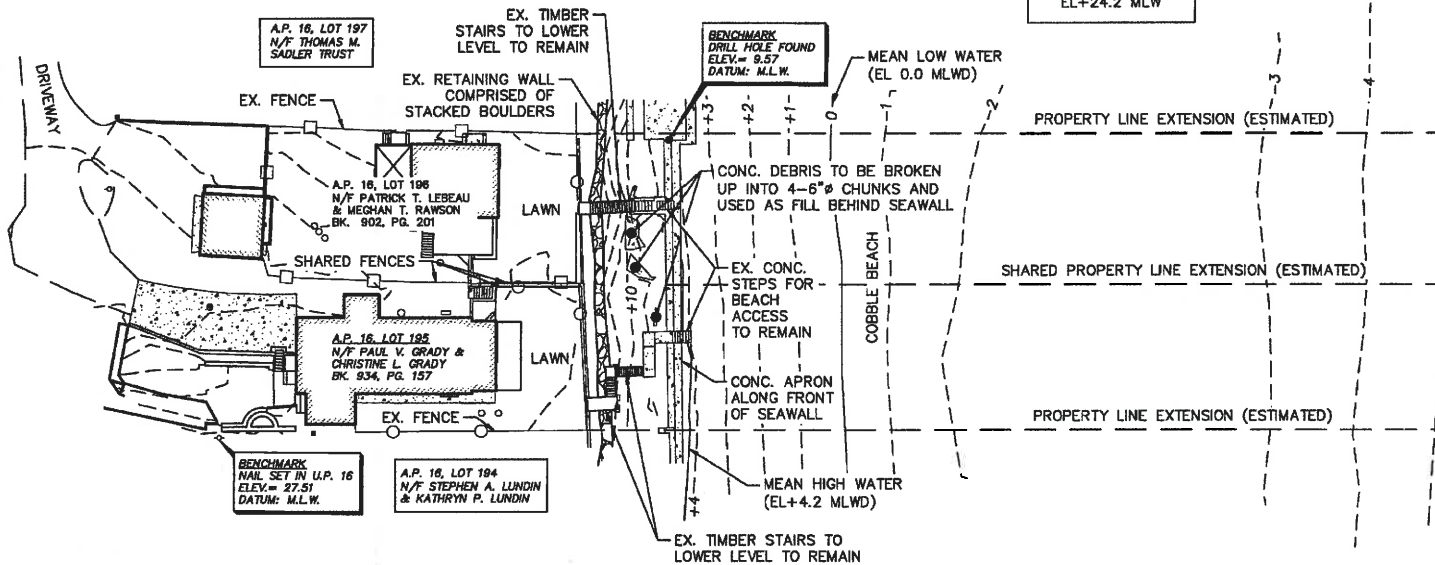 EL+24.2 MLW
A.P. 16, LOT 197
N/F THOMAS M.
SADLER TRUST
EX. TIMBER
STAIRS TO LOWER
LEVEL TO REMAIN
BENCHMARK
DRILL HOLE FOUND
ELEV.= 9.57
DATUM: M.L.W.
MEAN LOW WATER
(EL 0.0 MLWD)
DRIVEWAY
EX. FENCE
EX. RETAINING WALL
COMPRISED OF
STACKED BOULDERS
+3
+2
+1
0
-1
-2
-3
-4
PROPERTY LINE EXTENSION (ESTIMATED)
A.P. 16, LOT 196
N/F PATRICK T. LEBEAU
& MEGHAN T. RAWSON
BK. 902, PG. 201
LAWN
CONC. DEBRIS TO BE BROKEN
UP INTO 4-6"ø CHUNKS AND
USED AS FILL BEHIND SEAWALL
SHARED FENCES
+10
EX. CONC.
STEPS FOR
BEACH
ACCESS
TO REMAIN
COBBLE BEACH
SHARED PROPERTY LINE EXTENSION (ESTIMATED)
A.P. 16, LOT 195
N/F PAUL V. GRADY &
CHRISTINE L. GRADY
BK. 934, PG. 157
LAWN
CONC. APRON
ALONG FRONT
OF SEAWALL
EX. FENCE
PROPERTY LINE EXTENSION (ESTIMATED)
BENCHMARK
NAIL SET IN U.P. 16
ELEV.= 27.51
DATUM: M.L.W.
A.P. 16, LOT 194
N/F STEPHEN A. LUNDIN
& KATHRYN P. LUNDIN
+4
MEAN HIGH WATER
(EL+4.2 MLWD)
EX. TIMBER STAIRS TO
LOWER LEVEL TO REMAIN